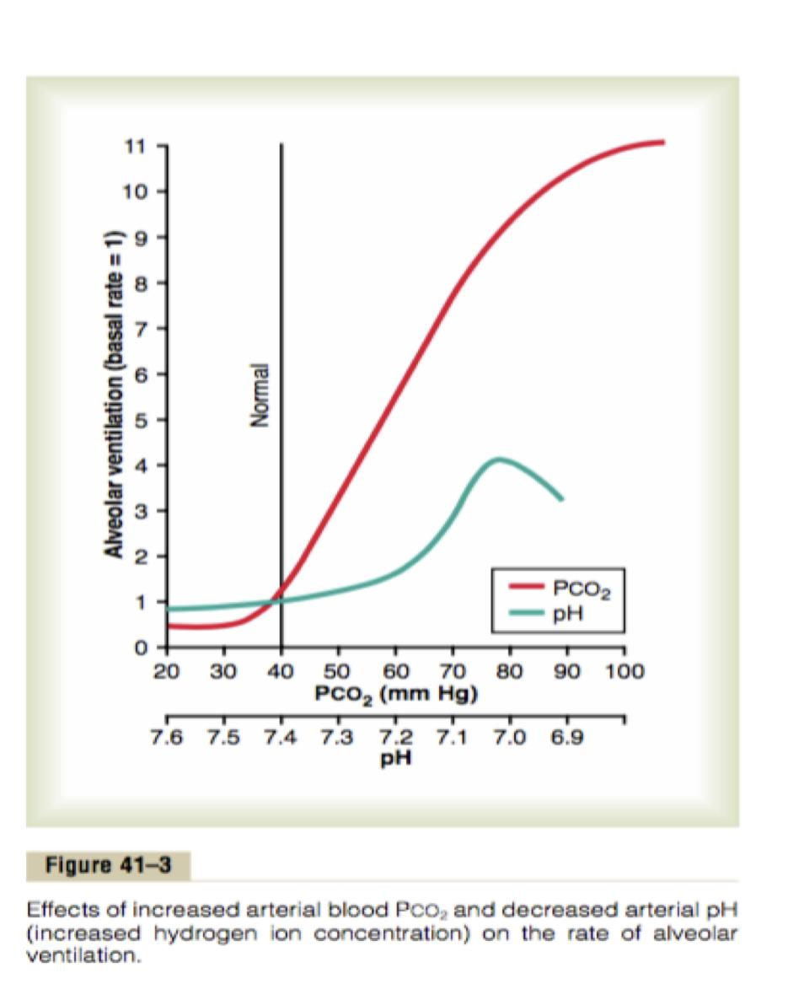 11
10
9
8
7
6
5
4
3
2
1
0
Alveolar ventilation (basal rate = 1)
Normal
PCO₂
pH
20 30 40 50 60 70 80 90 100
PCO₂ (mm Hg)
7.6 7.5 7.4 7.3 7.2 7.1 7.0 6.9
pH
Figure 41–3
Effects of increased arterial blood PCO₂ and decreased arterial pH
(increased hydrogen ion concentration) on the rate of alveolar
ventilation.